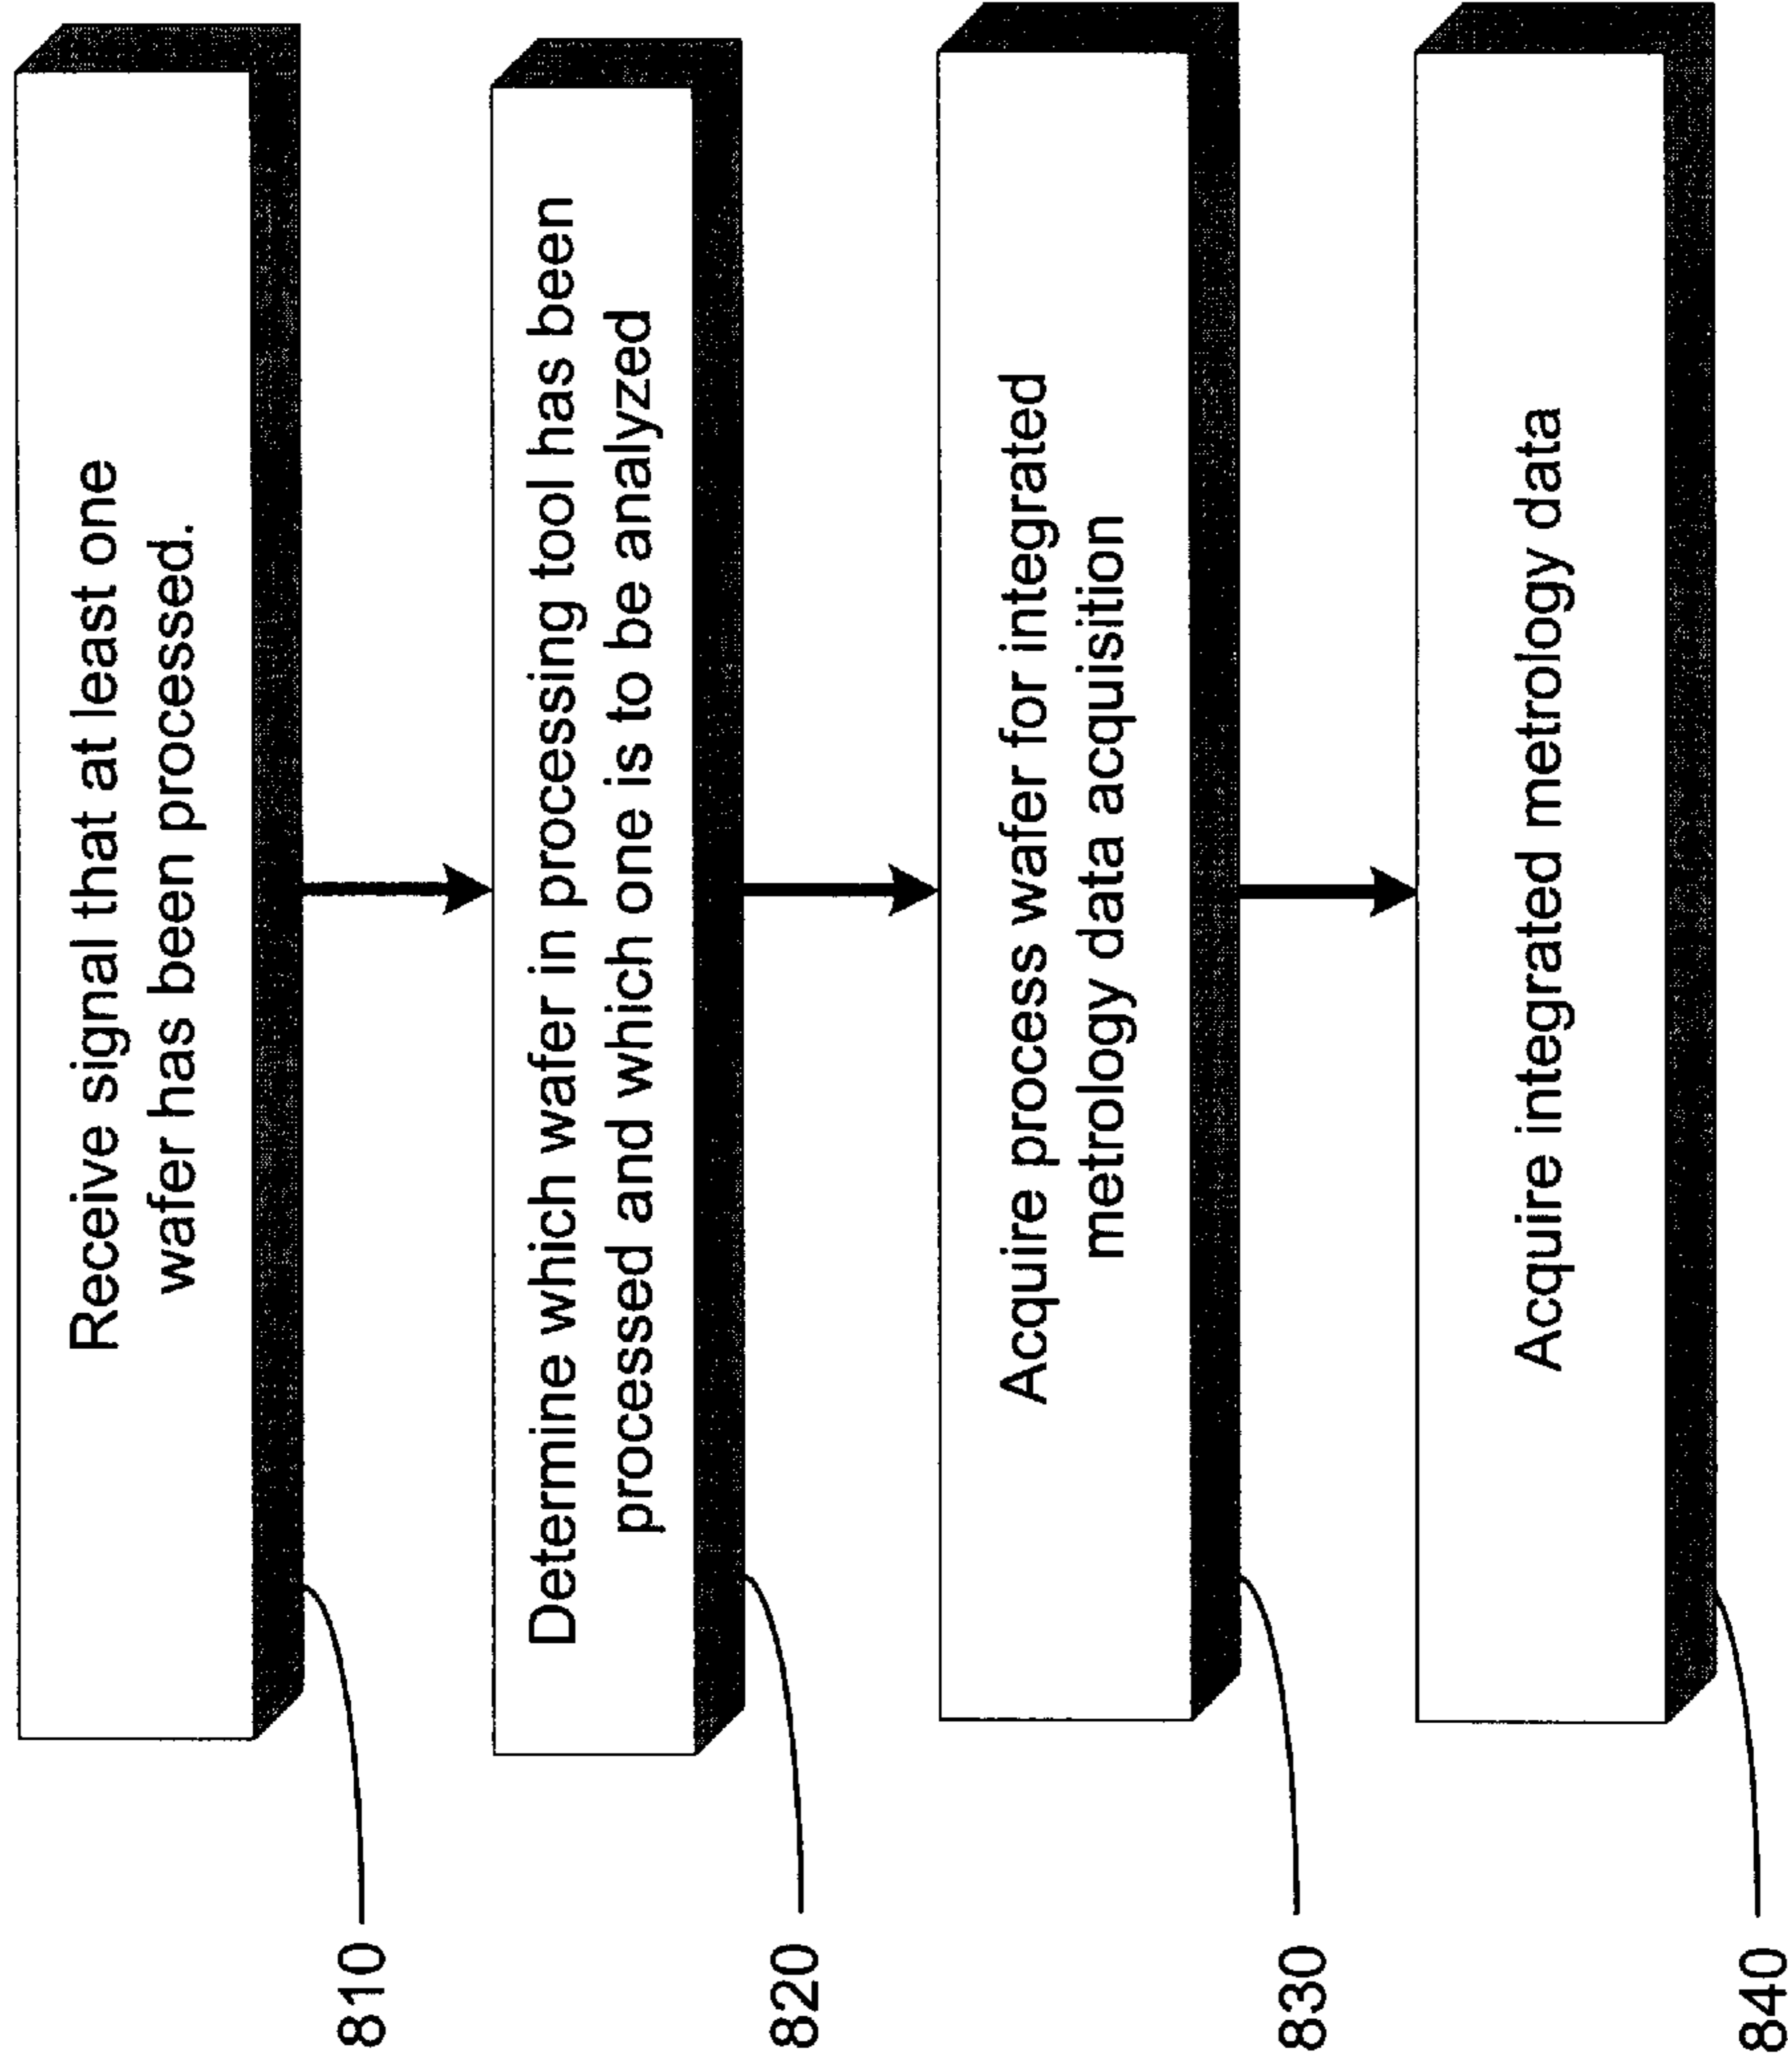 Receive signal that at least one
wafer has been processed.
810
Determine which wafer in processing tool has been
processed and which one is to be analyzed
820
Acquire process wafer for integrated
metrology data acquisition
830
Acquire integrated metrology data
840